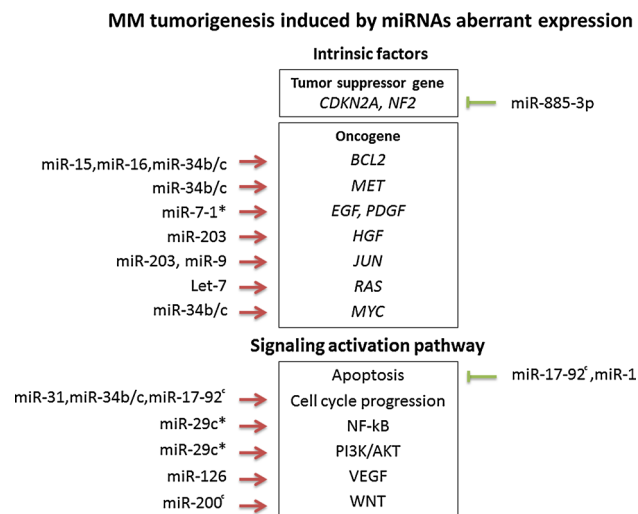 MM tumorigenesis induced by miRNAs aberrant expression
Intrinsic factors
Tumor suppressor gene
CDKN2A, NF2
miR-885-3p
Oncogene
miR-15,miR-16,miR-34b/c BCL2
miR-34b/c MET
miR-7-1* EGF, PDGF
miR-203 HGF
miR-203, miR-9 JUN
Let-7 RAS
miR-34b/c MYC
Signaling activation pathway
Apoptosis miR-17-92ᶜ,miR-1
miR-31,miR-34b/c,miR-17-92ᶜ Cell cycle progression
miR-29c* NF-kB
miR-29c* PI3K/AKT
miR-126 VEGF
miR-200ᶜ WNT